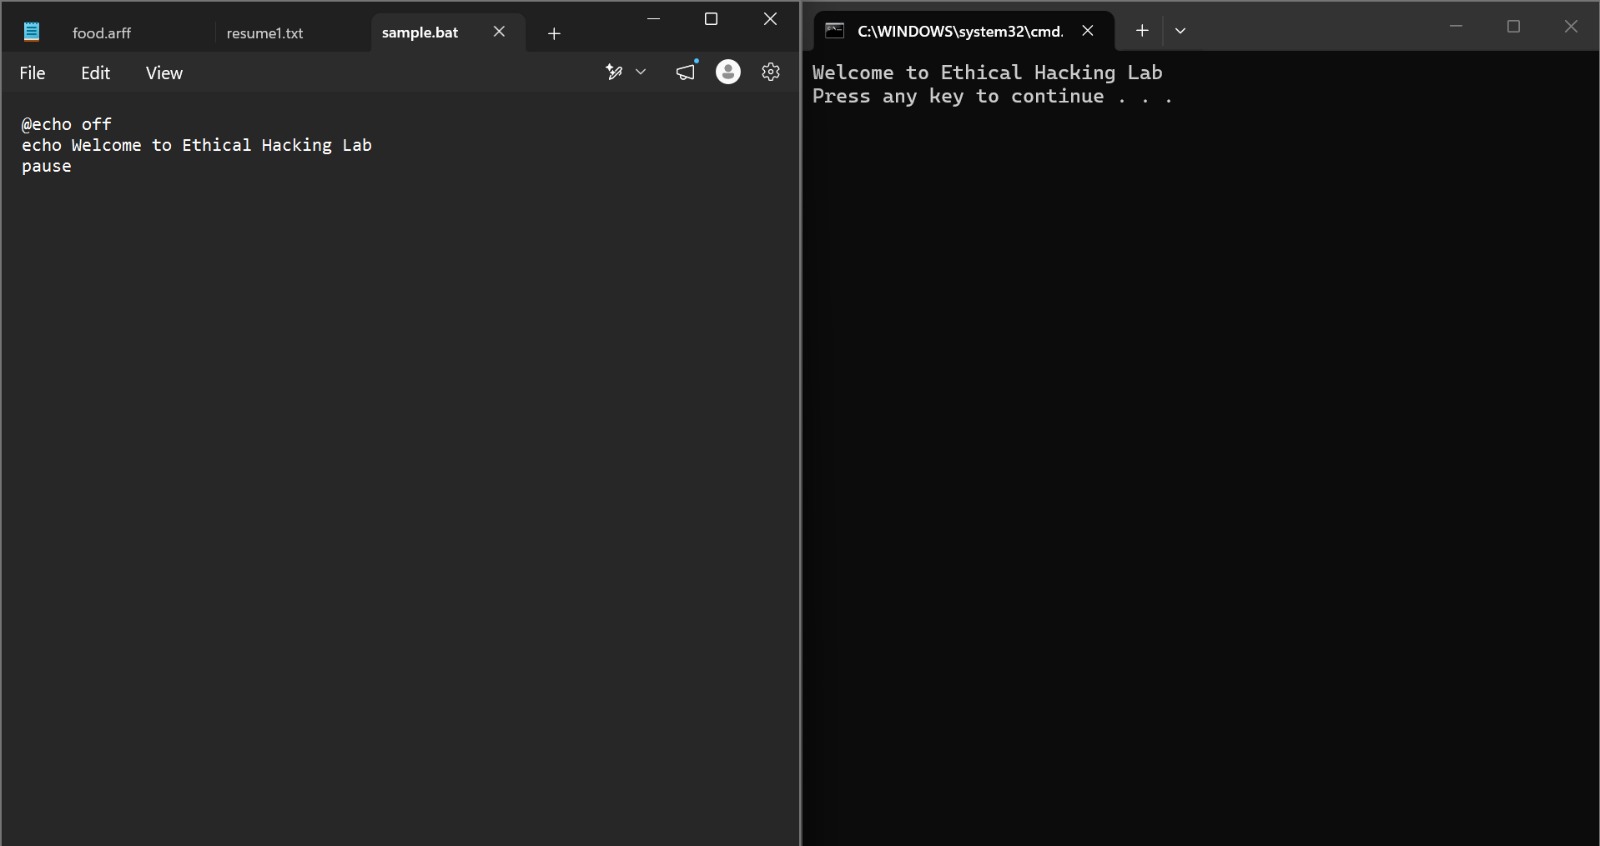 food.arff
resume1.txt
sample.bat
File Edit View
@echo off
echo Welcome to Ethical Hacking Lab
pause
C:\WINDOWS\system32\cmd.
Welcome to Ethical Hacking Lab
Press any key to continue . . .